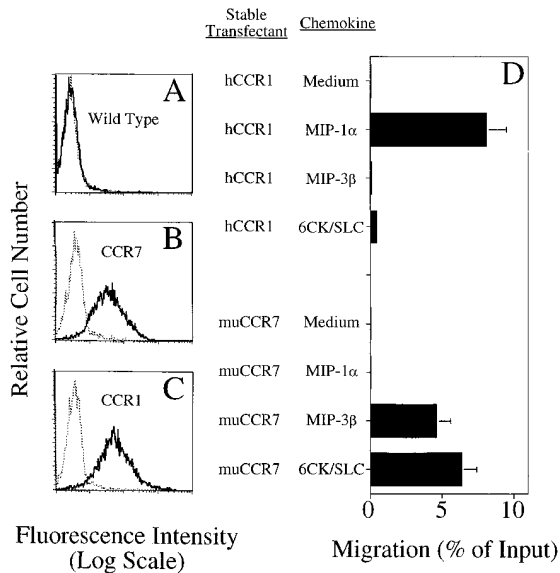 Stable
Transfectant Chemokine
A
Wild Type
B
CCR7
C
CCR1
Relative Cell Number
Fluorescence Intensity
(Log Scale)
D
hCCR1 Medium
hCCR1 MIP-1α
hCCR1 MIP-3β
hCCR1 6CK/SLC
muCCR7 Medium
muCCR7 MIP-1α
muCCR7 MIP-3β
muCCR7 6CK/SLC
0 5 10
Migration (% of Input)